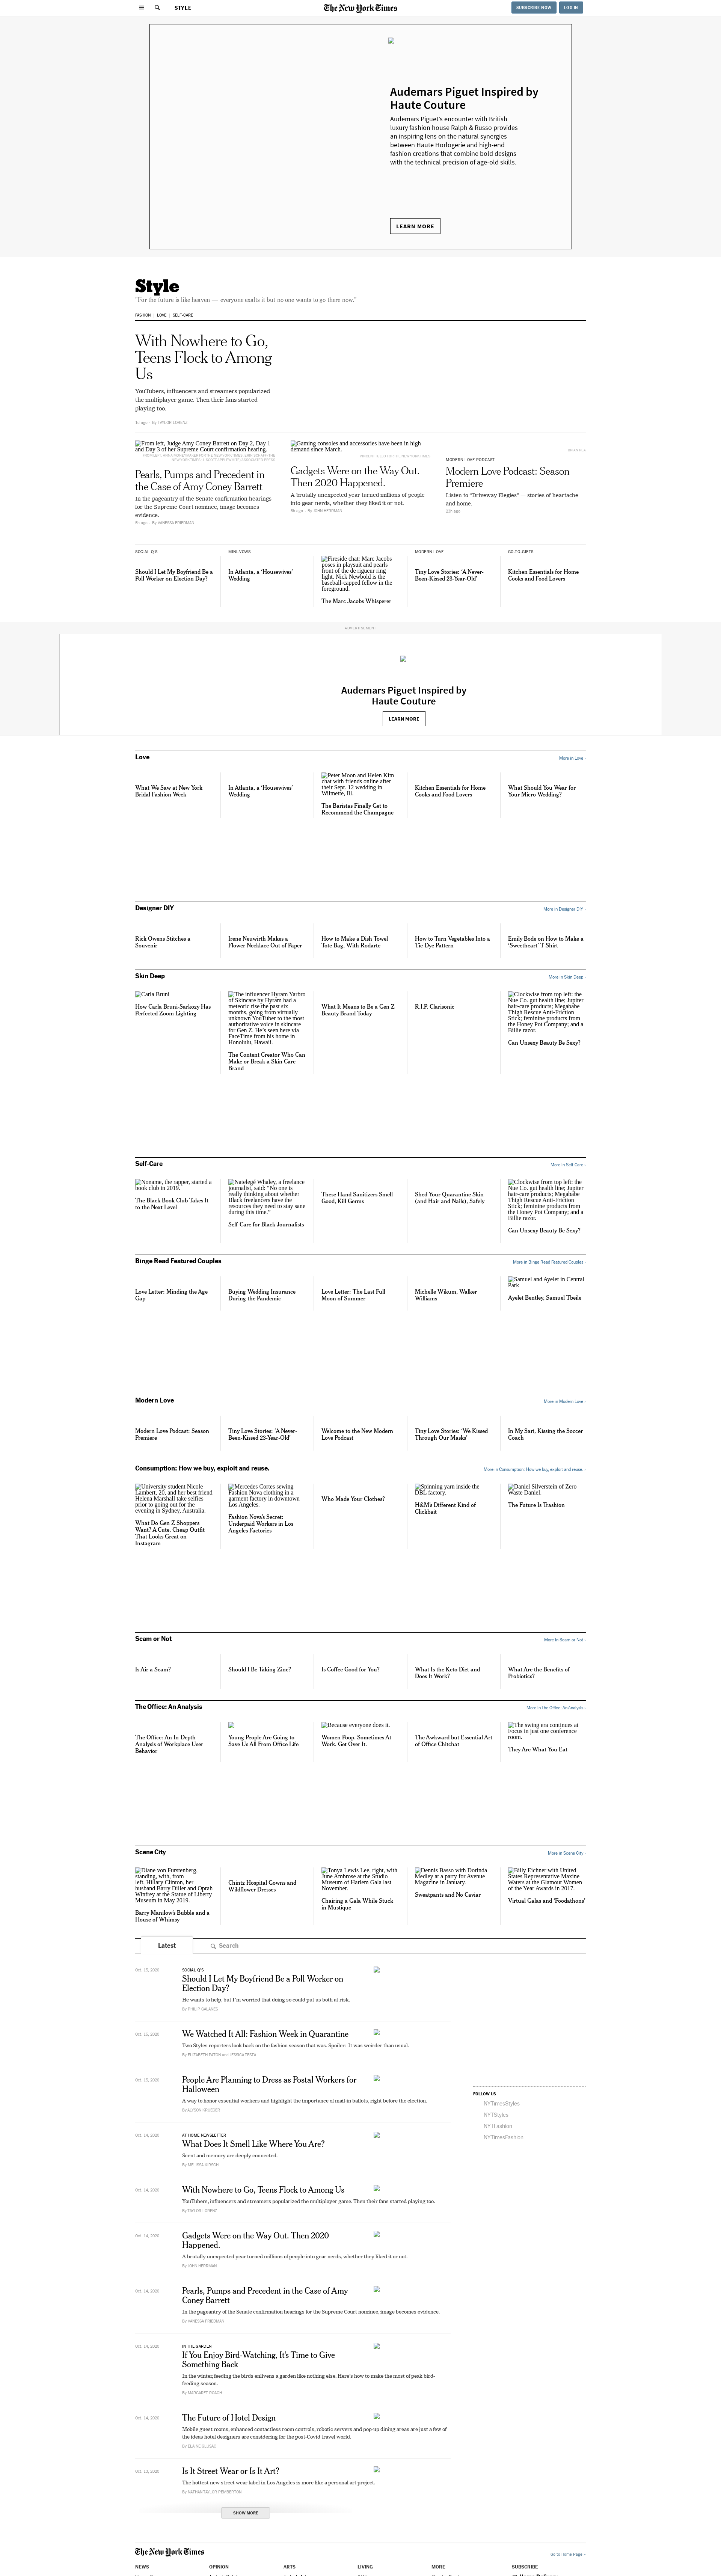 STYLE
The New York Times
SUBSCRIBE NOW
LOG IN
Audemars Piguet Inspired by
Haute Couture
Audemars Piguet's encounter with British
luxury fashion house Ralph & Russo provides
an inspiring lens on the natural synergies
between Haute Horlogerie and high-end
fashion creations that combine bold designs
with the technical precision of age-old skills.
LEARN MORE
Style
"For the future is like heaven — everyone exalts it but no one wants to go there now."
FASHION
LOVE
SELF-CARE
With Nowhere to Go,
Teens Flock to Among
Us
YouTubers, influencers and streamers popularized
the multiplayer game. Then their fans started
playing too.
By TAYLOR LORENZ
From left, Judge Amy Coney Barrett on Day 2, Day 1
and Day 3 of her Supreme Court confirmation hearing.
Pearls, Pumps and Precedent in
the Case of Amy Coney Barrett
In the pageantry of the Senate confirmation hearings
for the Supreme Court nominee, image becomes
evidence.
By VANESSA FRIEDMAN
Gaming consoles and accessories have been in high
demand since March.
Gadgets Were on the Way Out.
Then 2020 Happened.
A brutally unexpected year turned millions of people
into gear nerds, whether they liked it or not.
By JOHN HERRMAN
MODERN LOVE PODCAST
Modern Love Podcast: Season
Premiere
Listen to “Driveway Elegies” — stories of heartache
and home.
SOCIAL Q'S
Should I Let My Boyfriend Be a
Poll Worker on Election Day?
MINI-VOWS
In Atlanta, a ‘Housewives’
Wedding
Fireside chat: Marc Jacobs
poses in playsuit and pearls
front of the de rigueur ring
light. Nick Newbold is the
baseball-capped fellow in the
foreground.
The Marc Jacobs Whisperer
MODERN LOVE
Tiny Love Stories: ‘A Never-
Been-Kissed 23-Year-Old’
GO-TO GIFTS
Kitchen Essentials for Home
Cooks and Food Lovers
ADVERTISEMENT
Audemars Piguet Inspired by
Haute Couture
LEARN MORE
Love
More in Love ›
What We Saw at New York
Bridal Fashion Week
In Atlanta, a ‘Housewives’
Wedding
Peter Moon and Helen Kim
chat with friends online after
their Sept. 12 wedding in
Wilmette, Ill.
The Baristas Finally Get to
Recommend the Champagne
Kitchen Essentials for Home
Cooks and Food Lovers
What Should You Wear for
Your Micro Wedding?
Designer DIY
More in Designer DIY ›
Rick Owens Stitches a
Souvenir
Irene Neuwirth Makes a
Flower Necklace Out of Paper
How to Make a Dish Towel
Tote Bag, With Rodarte
How to Turn Vegetables Into a
Tie-Dye Pattern
Emily Bode on How to Make a
‘Sweetheart’ T-Shirt
Skin Deep
More in Skin Deep ›
Carla Bruni
How Carla Bruni-Sarkozy Has
Perfected Zoom Lighting
The influencer Hyram Yarbro
of Skincare by Hyram had a
meteoric rise the past six
months, going from virtually
unknown YouTuber to the most
authoritative voice in skincare
for Gen Z. He’s seen here via
FaceTime from his home in
Honolulu, Hawaii.
The Content Creator Who Can
Make or Break a Skin Care
Brand
What It Means to Be a Gen Z
Beauty Brand Today
R.I.P. Clarisonic
Clockwise from top left: the
Nue Co. gut health line; Jupiter
hair-care products; Megababe
Thigh Rescue Anti-Friction
Stick; feminine products from
the Honey Pot Company; and a
Billie razor.
Can Unsexy Beauty Be Sexy?
Self-Care
More in Self-Care ›
Noname, the rapper, started a
book club in 2019.
The Black Book Club Takes It
to the Next Level
Natelegé Whaley, a freelance
journalist, said: “No one is
really thinking about whether
Black freelancers have the
resources they need to stay sane
during this time.”
Self-Care for Black Journalists
These Hand Sanitizers Smell
Good, Kill Germs
Shed Your Quarantine Skin
(and Hair and Nails), Safely
Clockwise from top left: the
Nue Co. gut health line; Jupiter
hair-care products; Megababe
Thigh Rescue Anti-Friction
Stick; feminine products from
the Honey Pot Company; and a
Billie razor.
Can Unsexy Beauty Be Sexy?
Binge Read Featured Couples
More in Binge Read Featured Couples ›
Love Letter: Minding the Age
Gap
Buying Wedding Insurance
During the Pandemic
Love Letter: The Last Full
Moon of Summer
Michelle Wikum, Walker
Williams
Samuel and Ayelet in Central
Park
Ayelet Bentley, Samuel Theile
Modern Love
More in Modern Love ›
Modern Love Podcast: Season
Premiere
Tiny Love Stories: ‘A Never-
Been-Kissed 23-Year-Old’
Welcome to the New Modern
Love Podcast
Tiny Love Stories: ‘We Kissed
Through Our Masks’
In My Sari, Kissing the Soccer
Coach
Consumption: How we buy, exploit and reuse.
More in Consumption: How we buy, exploit and reuse. ›
University student Nicole
Lambert, 20, and her best friend
Helena Marshall take selfies
prior to going out for the
evening in Sydney, Australia.
What Do Gen Z Shoppers
Want? A Cute, Cheap Outfit
That Looks Great on
Instagram
Mercedes Cortes sewing
Fashion Nova clothing in a
garment factory in downtown
Los Angeles.
Fashion Nova’s Secret:
Underpaid Workers in Los
Angeles Factories
Who Made Your Clothes?
Spinning yarn inside the
DBL factory.
H&M’s Different Kind of
Clickbait
Daniel Silverstein of Zero
Waste Daniel.
The Future Is Trashion
Scam or Not
More in Scam or Not ›
Is Air a Scam?
Should I Be Taking Zinc?
Is Coffee Good for You?
What Is the Keto Diet and
Does It Work?
What Are the Benefits of
Probiotics?
The Office: An Analysis
More in The Office: An Analysis ›
The Office: An In-Depth
Analysis of Workplace User
Behavior
Young People Are Going to
Save Us All From Office Life
Because everyone does it.
Women Poop. Sometimes At
Work. Get Over It.
The Awkward but Essential Art
of Office Chitchat
The swing era continues at
Focus in just one conference
room.
They Are What You Eat
Scene City
More in Scene City ›
Diane von Furstenberg,
standing, with, from
left, Hillary Clinton, her
husband Barry Diller and Oprah
Winfrey at the Statue of Liberty
Museum in May 2019.
Barry Manilow’s Bubble and a
House of Whimsy
Chintz Hospital Gowns and
Wildflower Dresses
Tonya Lewis Lee, right, with
June Ambrose at the Studio
Museum of Harlem Gala last
November.
Chairing a Gala While Stuck
in Mustique
Dennis Basso with Dorinda
Medley at a party for Avenue
Magazine in January.
Sweatpants and No Caviar
Billy Eichner with United
States Representative Maxine
Waters at the Glamour Women
of the Year Awards in 2017.
Virtual Galas and ‘Foodathons’
Latest
Search
Oct. 15, 2020
SOCIAL Q'S
Should I Let My Boyfriend Be a Poll Worker on
Election Day?
He wants to help, but I’m worried that doing so could put us both at risk.
By PHILIP GALANES
Oct. 15, 2020
We Watched It All: Fashion Week in Quarantine
Two Styles reporters look back on the fashion season that was. Spoiler: It was weirder than usual.
By ELIZABETH PATON and JESSICA TESTA
Oct. 15, 2020
People Are Planning to Dress as Postal Workers for
Halloween
A way to honor essential workers and highlight the importance of mail in ballots, right before the election.
By ALYSON KRUEGER
FOLLOW US
NYTimesStyles
NYTStyles
NYTFashion
NYTimesFashion
Oct. 14, 2020
AT HOME NEWSLETTER
What Does It Smell Like Where You Are?
Scent and memory are deeply connected.
By MELISSA KIRSCH
Oct. 14, 2020
With Nowhere to Go, Teens Flock to Among Us
YouTubers, influencers and streamers popularized the multiplayer game. Then their fans started playing too.
By TAYLOR LORENZ
Oct. 14, 2020
Gadgets Were on the Way Out. Then 2020
Happened.
A brutally unexpected year turned millions of people into gear nerds, whether they liked it or not.
By JOHN HERRMAN
Oct. 14, 2020
Pearls, Pumps and Precedent in the Case of Amy
Coney Barrett
In the pageantry of the Senate confirmation hearings for the Supreme Court nominee, image becomes evidence.
By VANESSA FRIEDMAN
Oct. 14, 2020
IN THE GARDEN
If You Enjoy Bird-Watching, It’s Time to Give
Something Back
In the winter, feeding the birds enlivens a garden like nothing else. Here’s how to make the most of peak bird-
feeding season.
By MARGARET ROACH
Oct. 14, 2020
The Future of Hotel Design
Mobile guest rooms, enhanced contactless room controls, robotic servers and pop-up dining areas are just a few of
the ideas hotel designers are considering for the post-Covid travel world.
By ELAINE GLUSAC
Oct. 13, 2020
Is It Street Wear or Is It Art?
The hottest new street wear label in Los Angeles is more like a personal art project.
By NATHAN TAYLOR PEMBERTON
SHOW MORE
The New York Times
Go to Home Page »
NEWS
OPINION
ARTS
LIVING
MORE
SUBSCRIBE